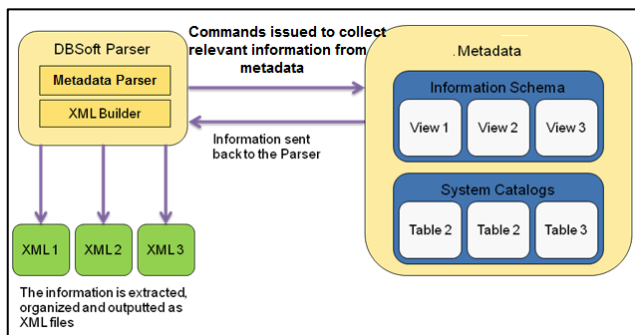 DBSoft Parser
Metadata Parser
XML Builder
Commands issued to collect
relevant information from
metadata
Information sent
back to the Parser
.Metadata
Information Schema
View 1
View 2
View 3
System Catalogs
Table 2
Table 2
Table 3
XML 1
XML 2
XML 3
The information is extracted,
organized and outputted as
XML files